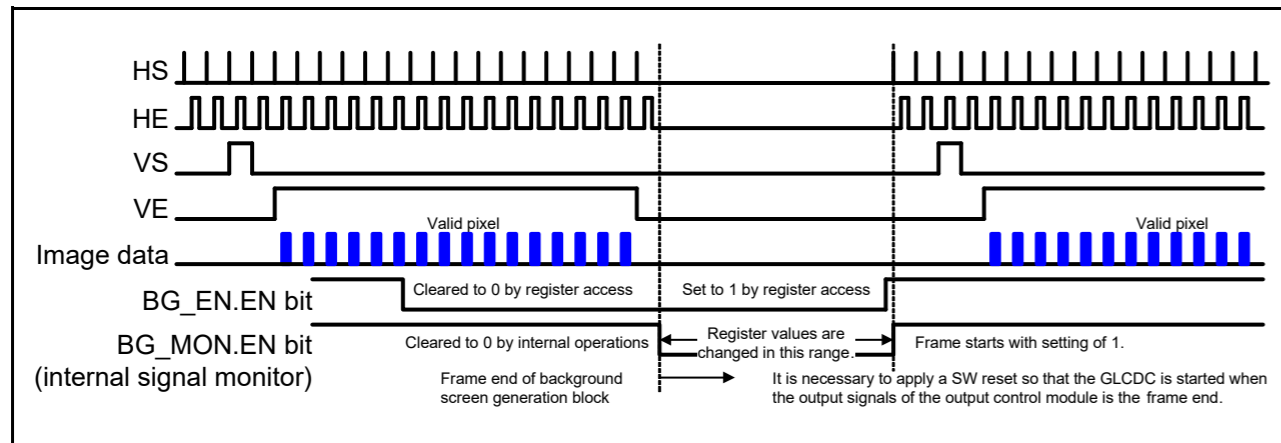 HS
HE
VS
VE
Valid pixel
Valid pixel
Image data
BG_EN.EN bit
Cleared to 0 by register access
Set to 1 by register access
BG_MON.EN bit
(internal signal monitor)
Cleared to 0 by internal operations
Register values are
changed in this range.
Frame starts with setting of 1.
Frame end of background
screen generation block
It is necessary to apply a SW reset so that the GLCDC is started when
the output signals of the output control module is the frame end.